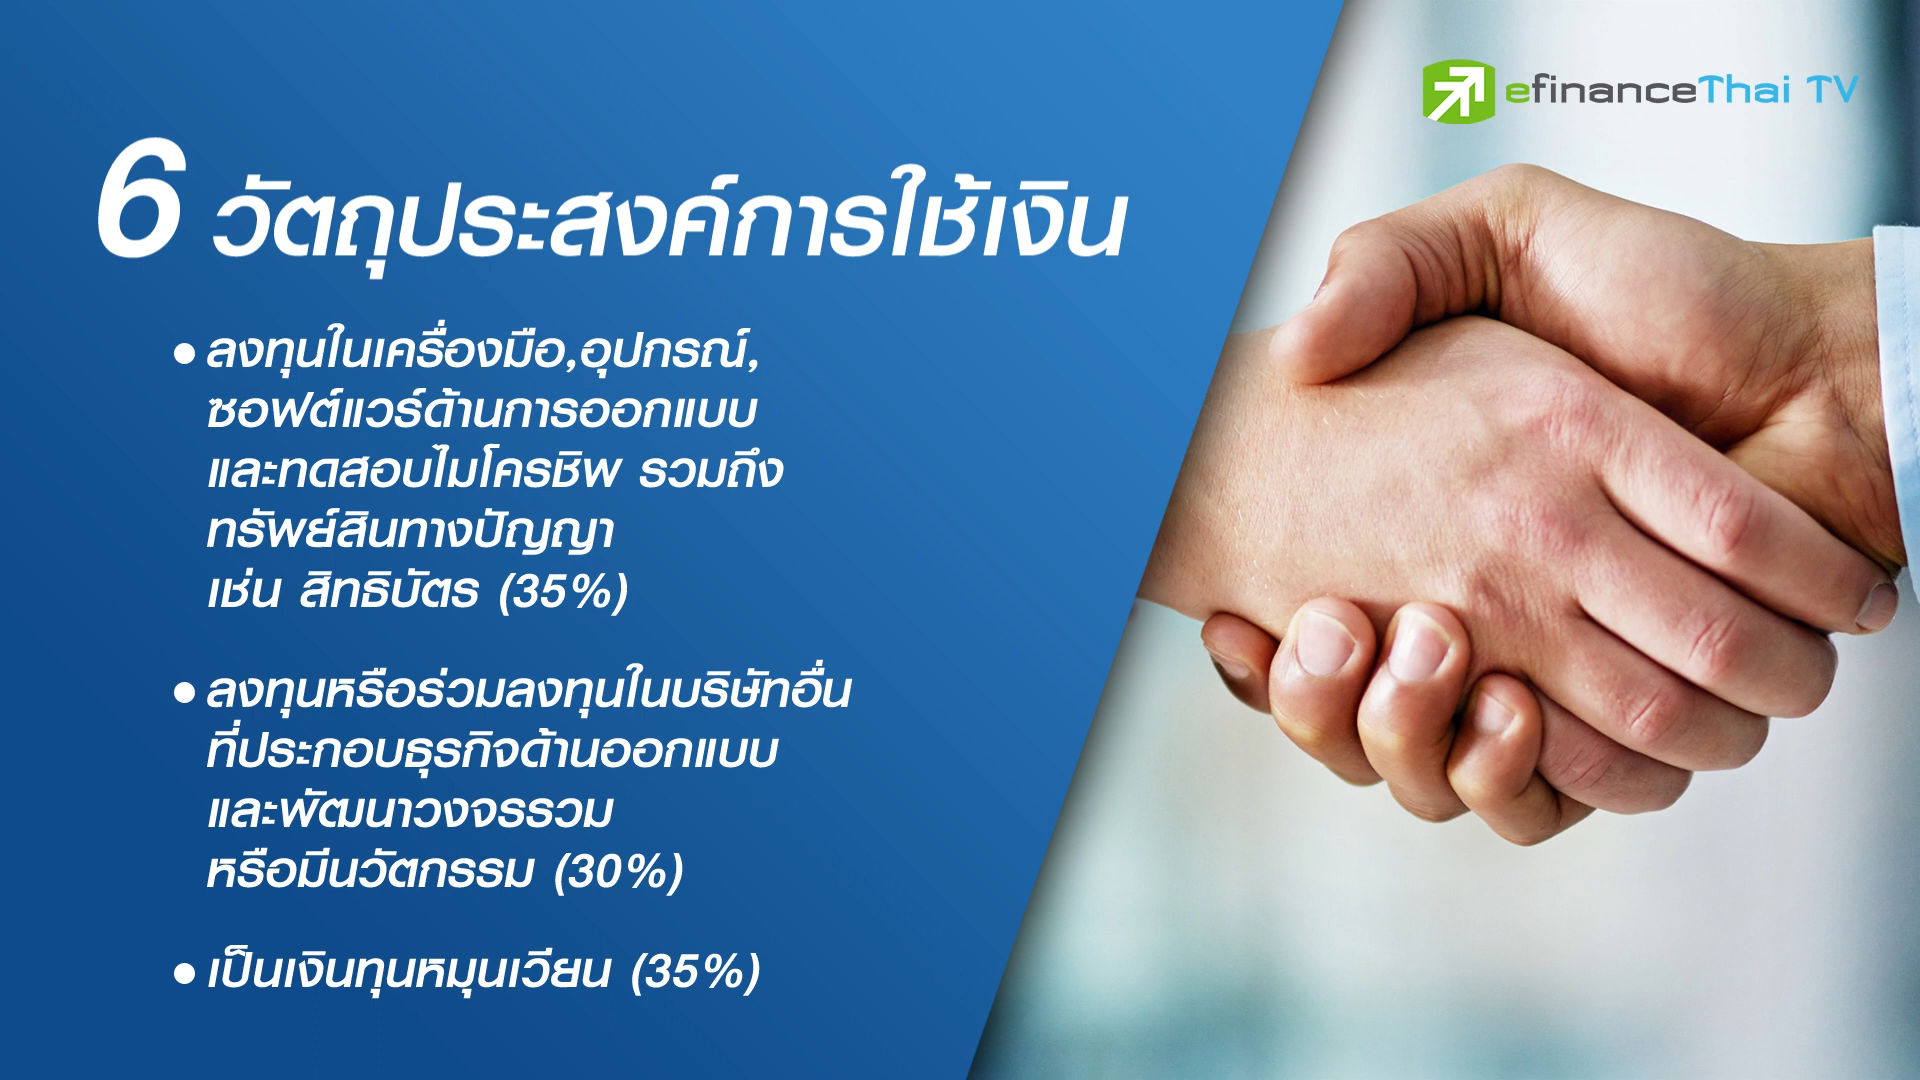 efinanceThai TV
6 วัตถุประสงค์การใช้เงิน
• ลงทุนในเครื่องมือ,อุปกรณ์,
ซอฟต์แวร์ด้านการออกแบบ
และทดสอบไมโครชิพ รวมถึง
ทรัพย์สินทางปัญญา
เช่น สิทธิบัตร (35%)
• ลงทุนหรือร่วมลงทุนในบริษัทอื่น
ที่ประกอบธุรกิจด้านออกแบบ
และพัฒนาวงจรรวม
หรือมีนวัตกรรม (30%)
• เป็นเงินทุนหมุนเวียน (35%)